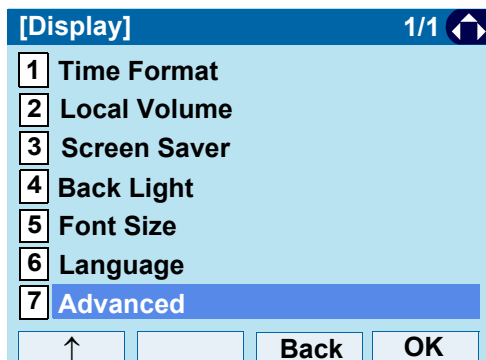 [Display] 1/1
1 Time Format
2 Local Volume
3 Screen Saver
4 Back Light
5 Font Size
6 Language
7 Advanced
↑ Back OK